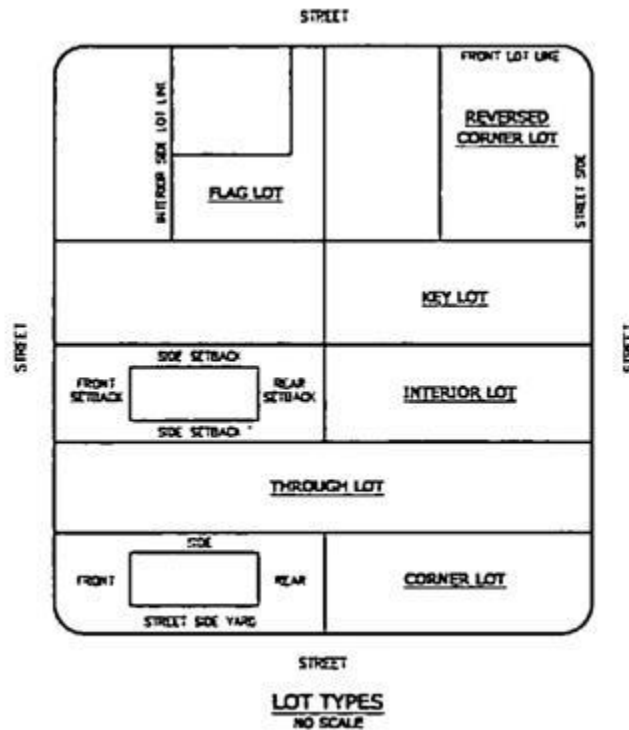 STREET
FRONT LOT LINE
REVERSED
CORNER LOT
INTERIOR SIDE LOT LINE
STREET SIDE
FLAG LOT
KEY LOT
STREET
STREET
SIDE SETBACK
FRONT
SETBACK
REAR
SETBACK
INTERIOR LOT
SIDE SETBACK
THROUGH LOT
SIDE
FRONT
REAR
CORNER LOT
STREET SIDE YARD
STREET
LOT TYPES
NO SCALE